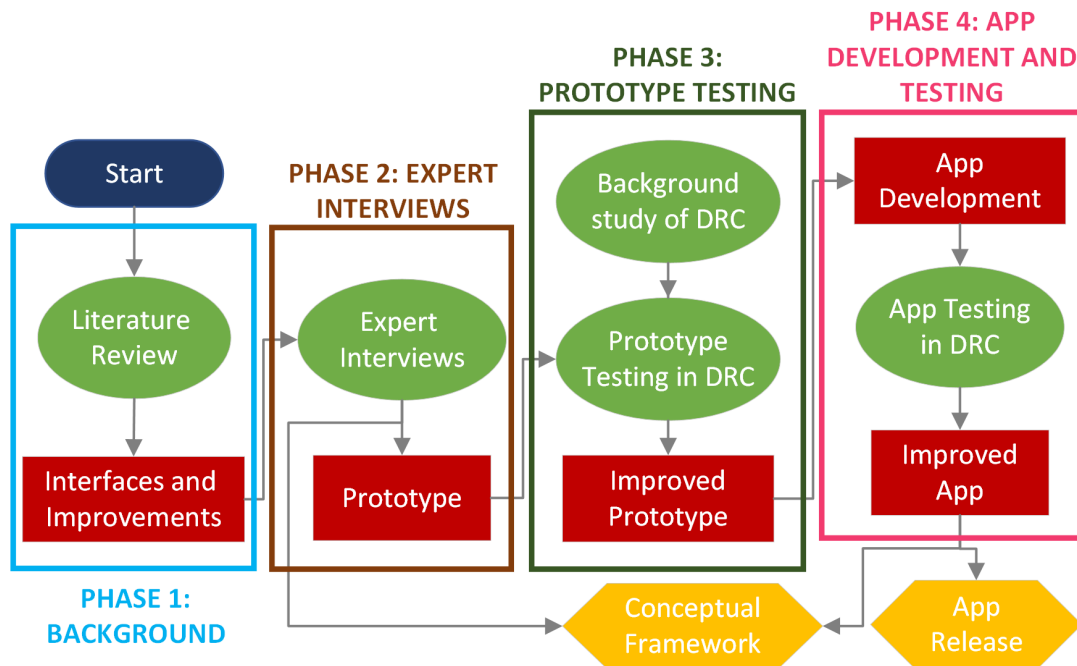 Start
Literature
Review
Interfaces and
Improvements
PHASE 1:
BACKGROUND
PHASE 2: EXPERT
INTERVIEWS
Expert
Interviews
Prototype
PHASE 3:
PROTOTYPE TESTING
Background
study of DRC
Prototype
Testing in DRC
Improved
Prototype
PHASE 4: APP
DEVELOPMENT AND
TESTING
App
Development
App Testing
in DRC
Improved
App
Conceptual
Framework
App
Release